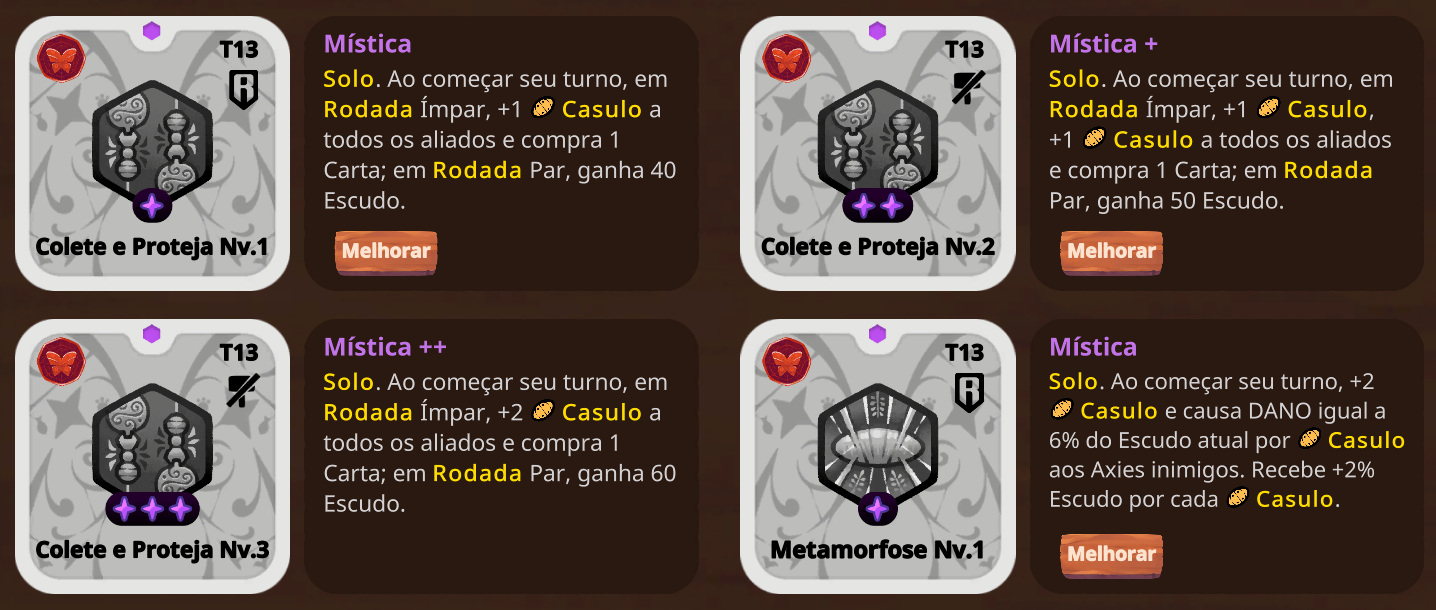 T13
Colete e Proteja Nv.1
Mística
Solo. Ao começar seu turno, em
Rodada Ímpar, +1 Casulo a
todos os aliados e compra 1
Carta; em Rodada Par, ganha 40
Escudo.
Melhorar
T13
Colete e Proteja Nv.2
Mística +
Solo. Ao começar seu turno, em
Rodada Ímpar, +1 Casulo,
+1 Casulo a todos os aliados
e compra 1 Carta; em Rodada
Par, ganha 50 Escudo.
Melhorar
T13
Colete e Proteja Nv.3
Mística ++
Solo. Ao começar seu turno, em
Rodada Ímpar, +2 Casulo a
todos os aliados e compra 1
Carta; em Rodada Par, ganha 60
Escudo.
T13
Metamorfose Nv.1
Mística
Solo. Ao começar seu turno, +2
Casulo e causa DANO igual a
6% do Escudo atual por Casulo
aos Axies inimigos. Recebe +2%
Escudo por cada Casulo.
Melhorar